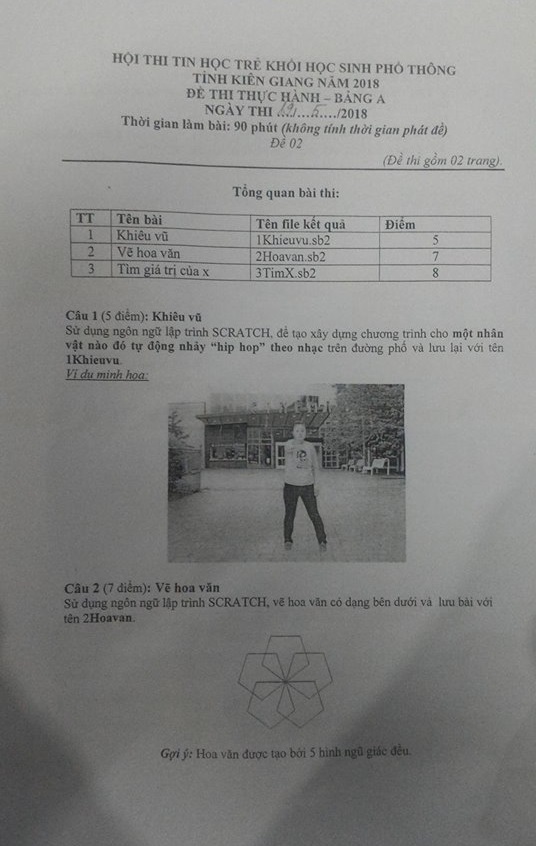 HỘI THI TIN HỌC TRẺ KHỐI HỌC SINH PHỔ THÔNG
TỈNH KIÊN GIANG NĂM 2018
ĐỀ THI THỰC HÀNH – BẢNG A
NGÀY THI 19/...5..../2018
Thời gian làm bài: 90 phút (không tính thời gian phát đề)
Đề 02
(Đề thi gồm 02 trang).
Tổng quan bài thi:
TT Tên bài Tên file kết quả Điểm
1 Khiêu vũ 1Khieuvu.sb2 5
2 Vẽ hoa văn 2Hoavan.sb2 7
3 Tìm giá trị của x 3TimX.sb2 8
Câu 1 (5 điểm): Khiêu vũ
Sử dụng ngôn ngữ lập trình SCRATCH, để tạo xây dựng chương trình cho một nhân
vật nào đó tự động nhảy “hip hop” theo nhạc trên đường phố và lưu lại với tên
1Khieuvu.
Ví dụ minh họa:
Câu 2 (7 điểm): Vẽ hoa văn
Sử dụng ngôn ngữ lập trình SCRATCH, vẽ hoa văn có dạng bên dưới và lưu bài với
tên 2Hoavan.
Gợi ý: Hoa văn được tạo bởi 5 hình ngũ giác đều.